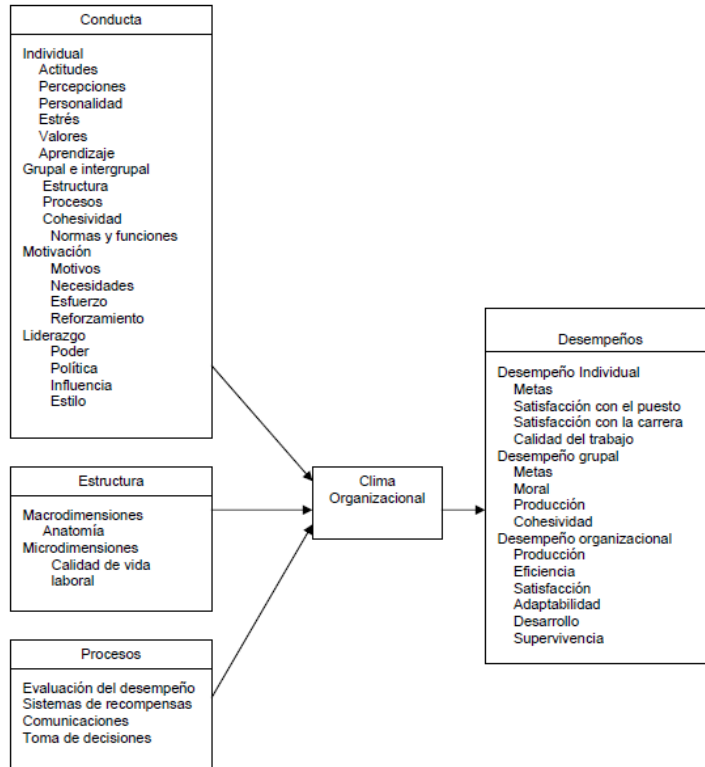 Conducta
Individual
Actitudes
Percepciones
Personalidad
Estrés
Valores
Aprendizaje
Grupal e intergrupal
Estructura
Procesos
Cohesividad
Normas y funciones
Motivación
Motivos
Necesidades
Esfuerzo
Reforzamiento
Liderazgo
Poder
Política
Influencia
Estilo
Estructura
Macrodimensiones
Anatomía
Microdimensiones
Calidad de vida
laboral
Procesos
Evaluación del desempeño
Sistemas de recompensas
Comunicaciones
Toma de decisiones
Clima
Organizacional
Desempeños
Desempeño Individual
Metas
Satisfacción con el puesto
Satisfacción con la carrera
Calidad del trabajo
Desempeño grupal
Metas
Moral
Producción
Cohesividad
Desempeño organizacional
Producción
Eficiencia
Satisfacción
Adaptabilidad
Desarrollo
Supervivencia